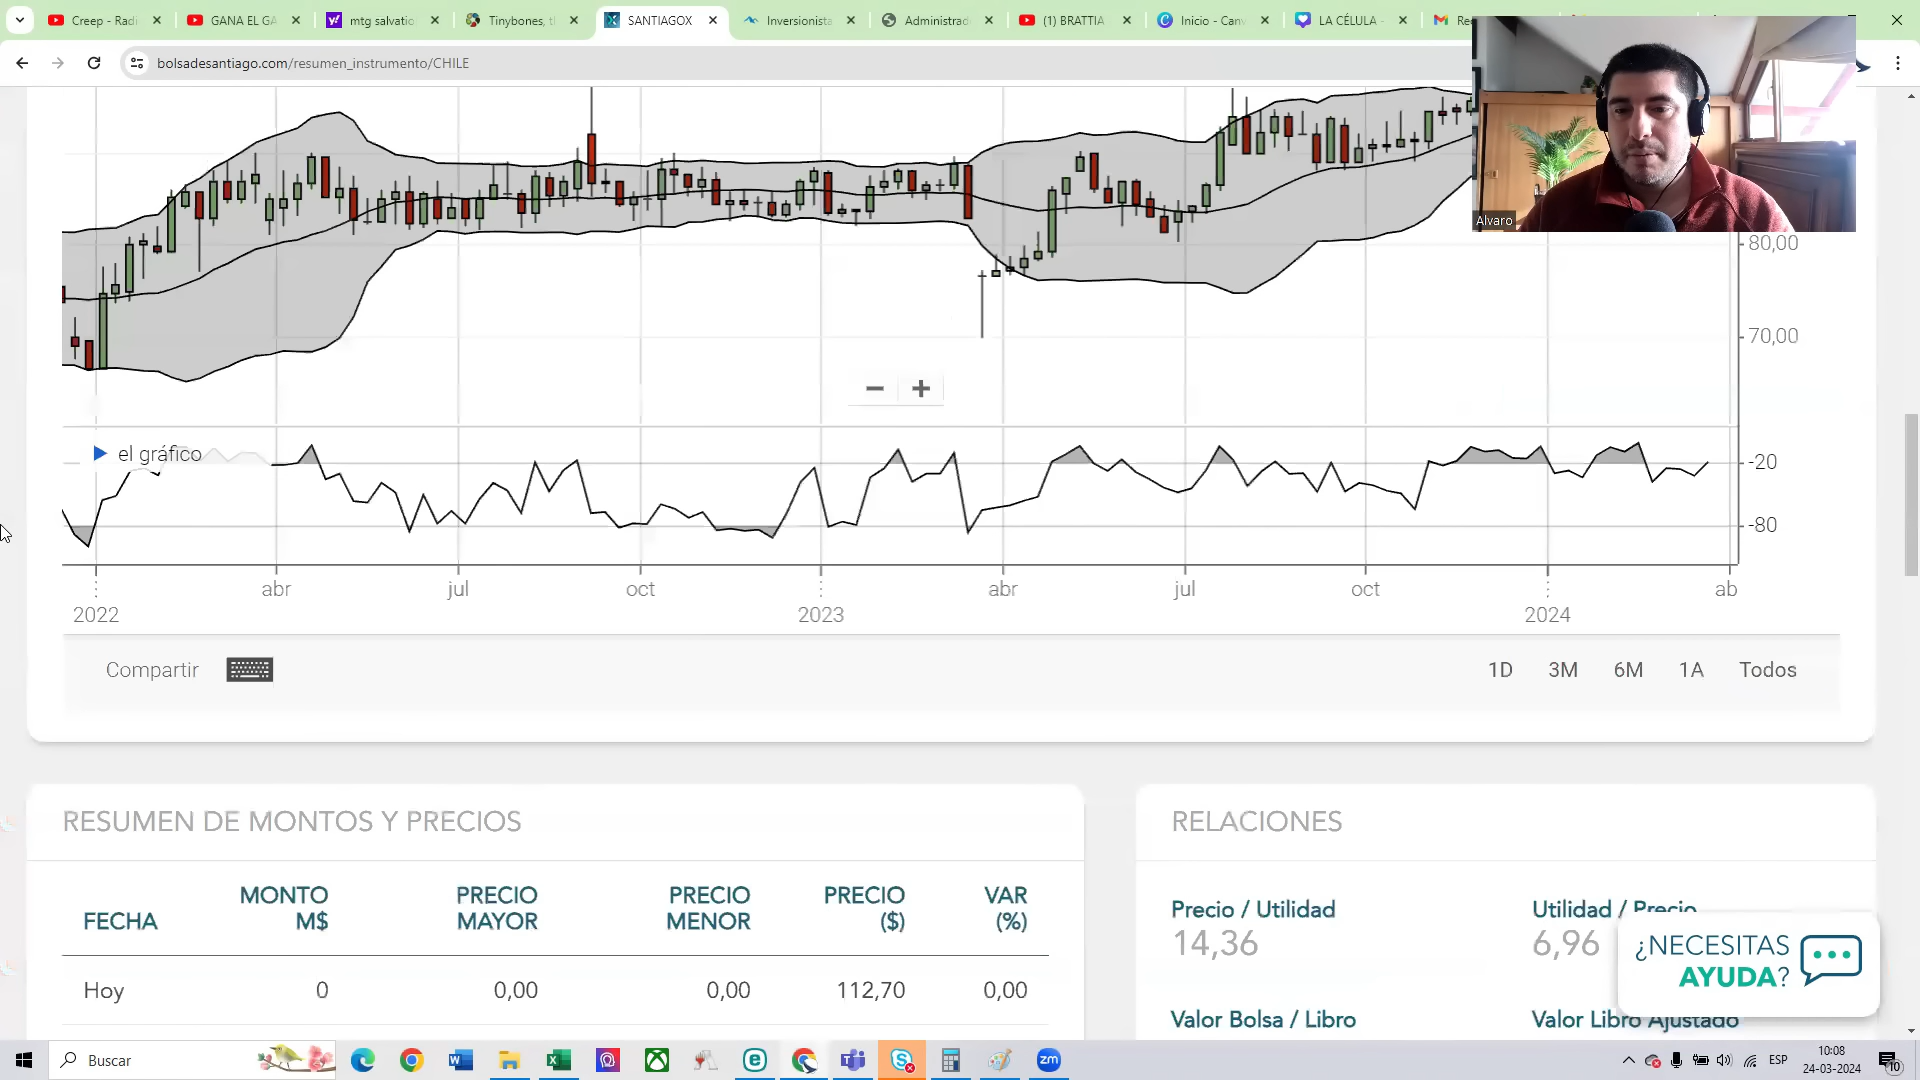 Creep - Radi
GANA EL GA
mtg salvatio
Tinybones, t
SANTIAGOX
Inversionista
Administrad
(1) BRATTIA
Inicio - Canv
LA CÉLULA -
Re
bolsadesantiago.com/resumen_instrumento/CHILE
Alvaro
80,00
70,00
el gráfico
-20
-80
abr
jul
oct
abr
jul
oct
ab
2022
2023
2024
Compartir
1D
3M
6M
1A
Todos
RESUMEN DE MONTOS Y PRECIOS
RELACIONES
FECHA
MONTO
M$
PRECIO
MAYOR
PRECIO
MENOR
PRECIO
($)
VAR
(%)
Hoy
0
0,00
0,00
112,70
0,00
Precio / Utilidad
14,36
Utilidad / Precio
6,96
Valor Bolsa / Libro
Valor Libro Ajustado
¿NECESITAS
AYUDA?
Buscar
ESP
10:08
24-03-2024
10